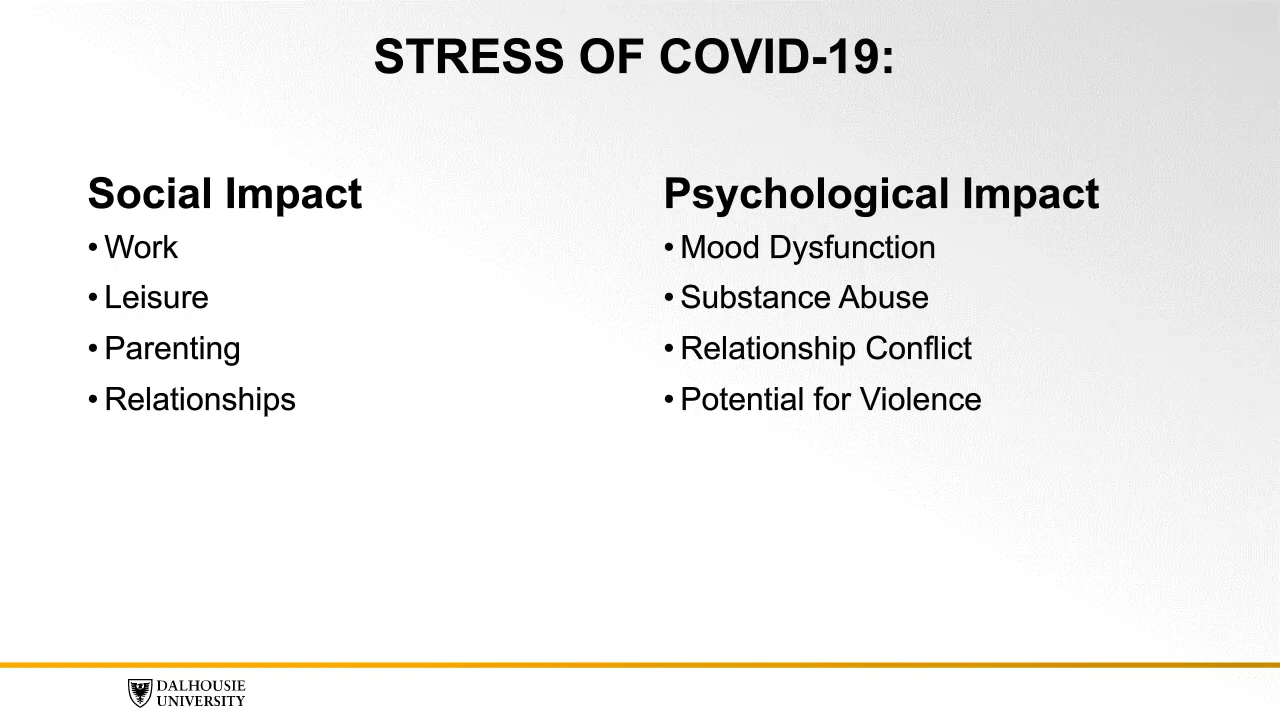 STRESS OF COVID-19:
Social Impact
• Work
• Leisure
• Parenting
• Relationships
Psychological Impact
• Mood Dysfunction
• Substance Abuse
• Relationship Conflict
• Potential for Violence
DALHOUSIE
UNIVERSITY